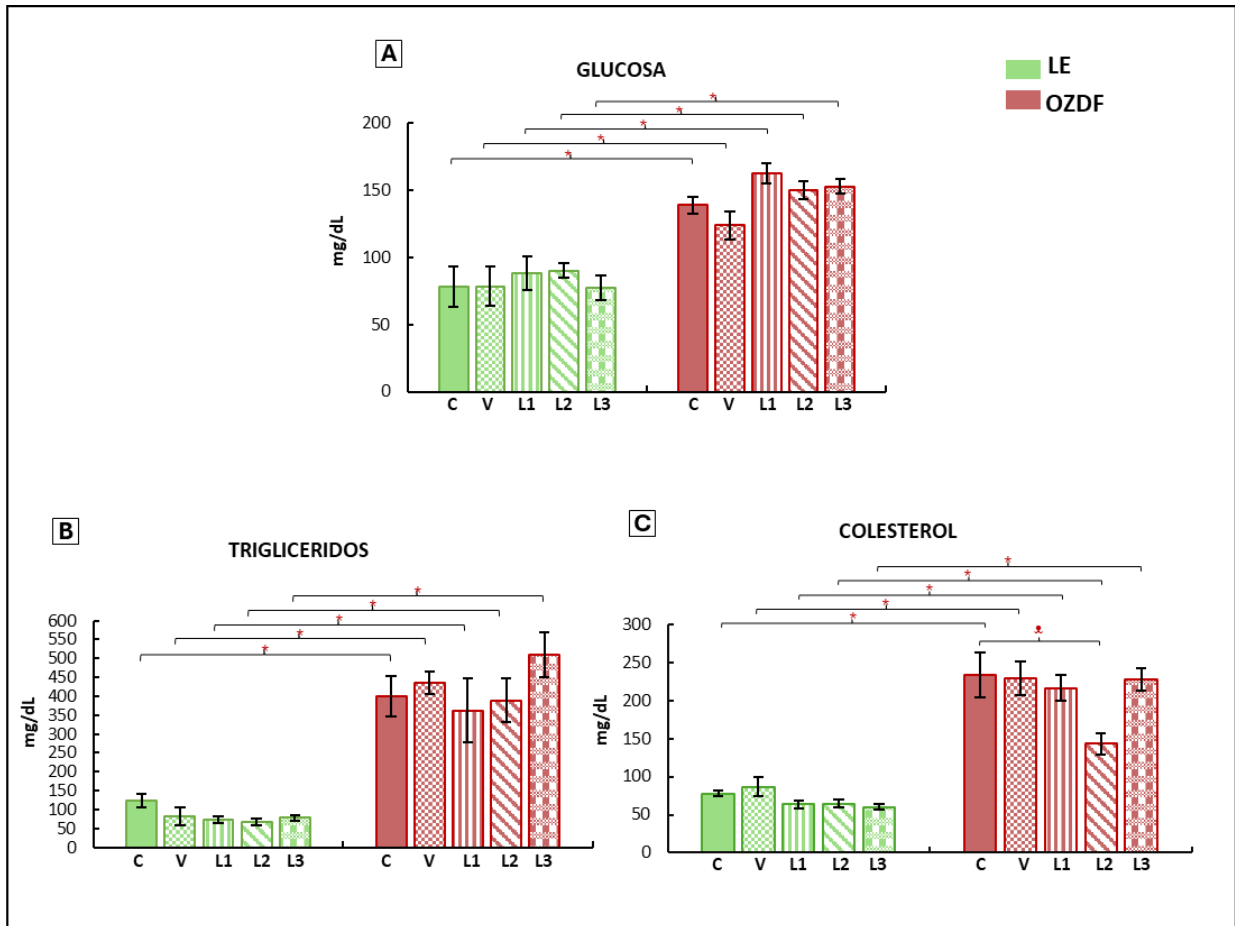 A
GLUCOSA
LE
OZDF
* * * * *
200
150
100
50
0
mg/dL
C V L1 L2 L3 C V L1 L2 L3
B
TRIGLICERIDOS
* * * * *
600
550
500
450
400
350
300
250
200
150
100
50
0
mg/dL
C V L1 L2 L3 C V L1 L2 L3
C
COLESTEROL
* * * * *
300
250
200
150
100
50
0
mg/dL
C V L1 L2 L3 C V L1 L2 L3